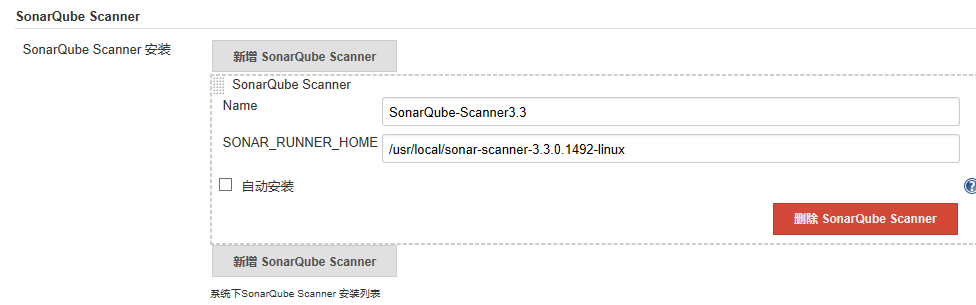 SonarQube Scanner
SonarQube Scanner 安装
新增 SonarQube Scanner
SonarQube Scanner
Name
SonarQube-Scanner3.3
SONAR_RUNNER_HOME
/usr/local/sonar-scanner-3.3.0.1492-linux
自动安装
?
删除 SonarQube Scanner
新增 SonarQube Scanner
系统下SonarQube Scanner 安装列表